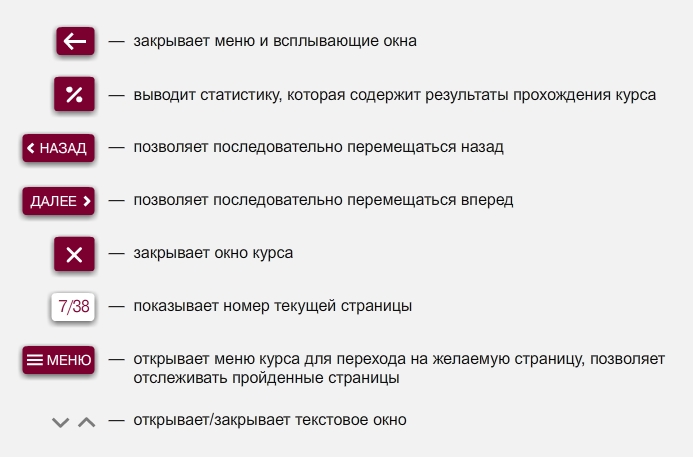 — закрывает меню и всплывающие окна
% — выводит статистику, которая содержит результаты прохождения курса
НАЗАД — позволяет последовательно перемещаться назад
ДАЛЕЕ — позволяет последовательно перемещаться вперед
— закрывает окно курса
7/38 — показывает номер текущей страницы
МЕНЮ — открывает меню курса для перехода на желаемую страницу, позволяет
отслеживать пройденные страницы
— открывает/закрывает текстовое окно